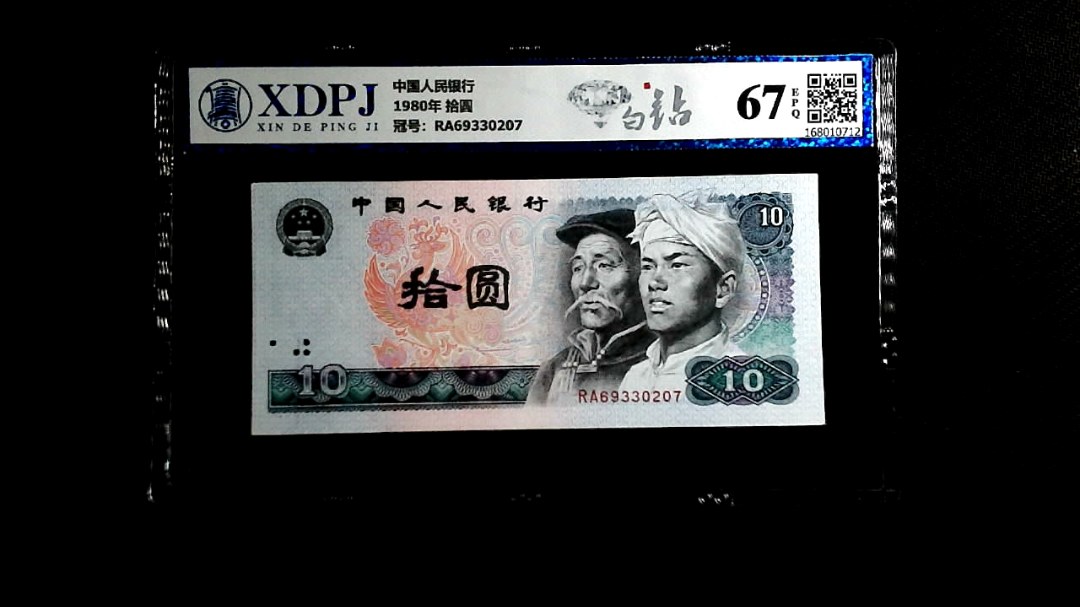 XDPJ
XIN DE PING JI
中国人民银行
1980年 拾圆
冠号：RA69330207
白钻
67
EPQ
168010712
中国人民银行
10
拾圆
10
RA69330207
10